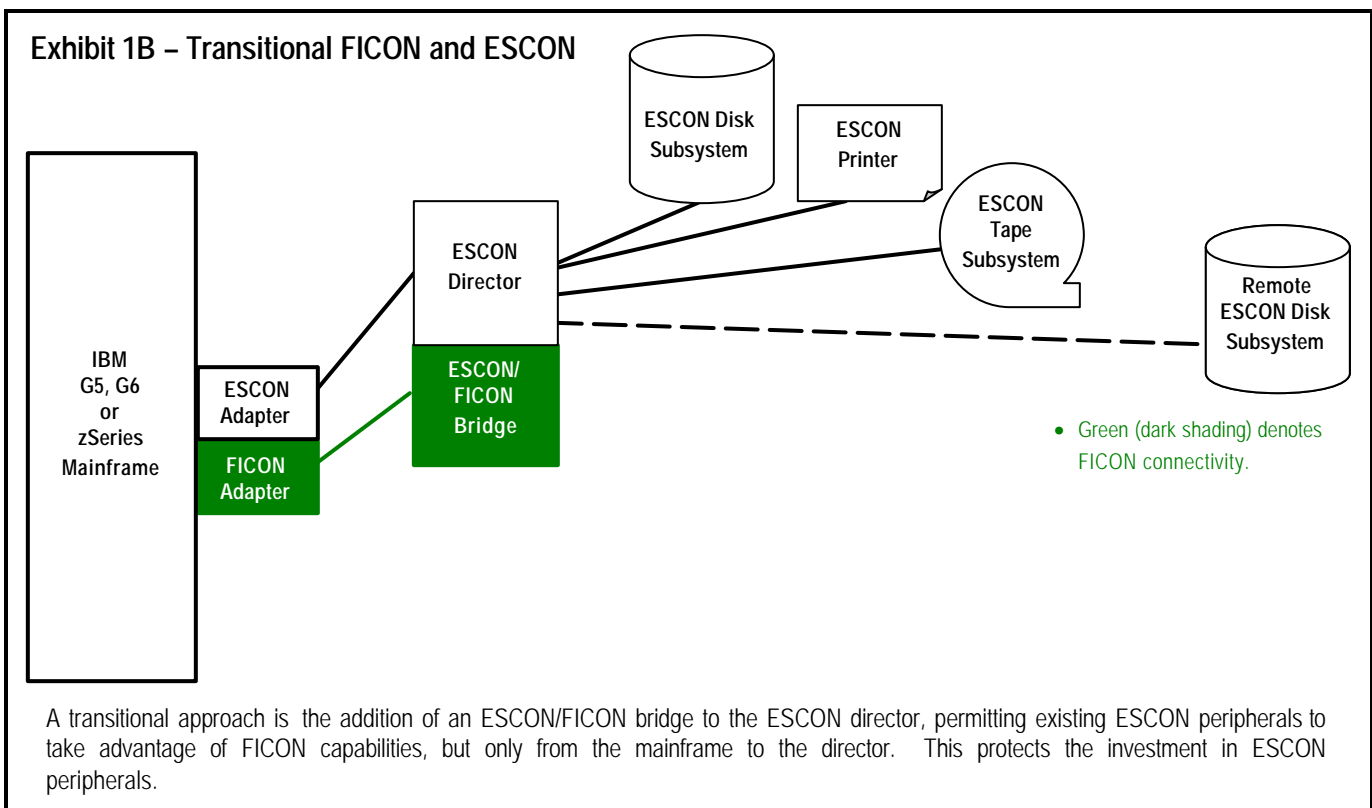 Exhibit 1B – Transitional FICON and ESCON
ESCON Disk
Subsystem
ESCON
Printer
ESCON
Tape
Subsystem
Remote
ESCON Disk
Subsystem
ESCON
Director
ESCON/
FICON
Bridge
IBM
G5, G6
or
zSeries
Mainframe
ESCON
Adapter
FICON
Adapter
• Green (dark shading) denotes
FICON connectivity.
A transitional approach is the addition of an ESCON/FICON bridge to the ESCON director, permitting existing ESCON peripherals to
take advantage of FICON capabilities, but only from the mainframe to the director. This protects the investment in ESCON
peripherals.